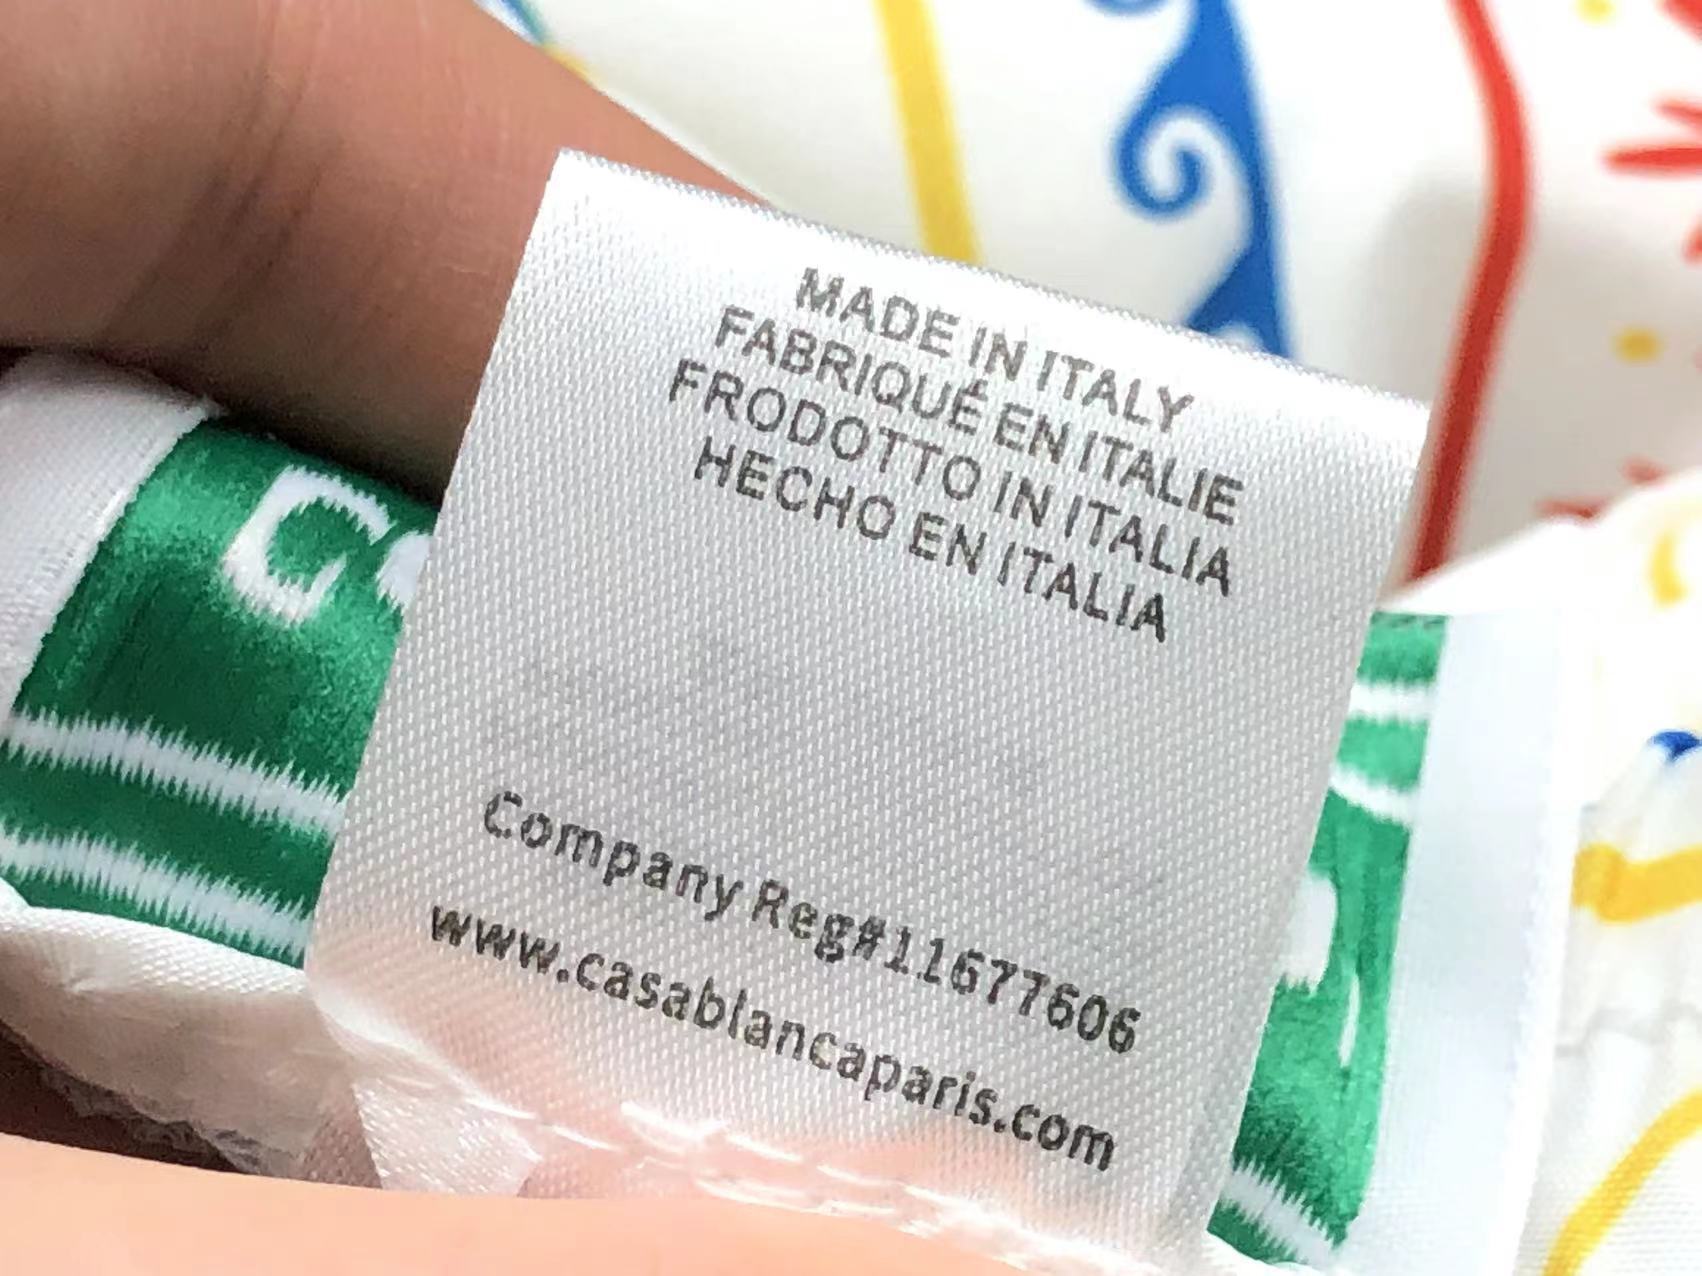 MADE IN ITALY
FABRIQUÉ EN ITALIE
FRODOTTO IN ITALIA
HECHO EN ITALIA
Company Reg#11677606
www.casablancaparis.com